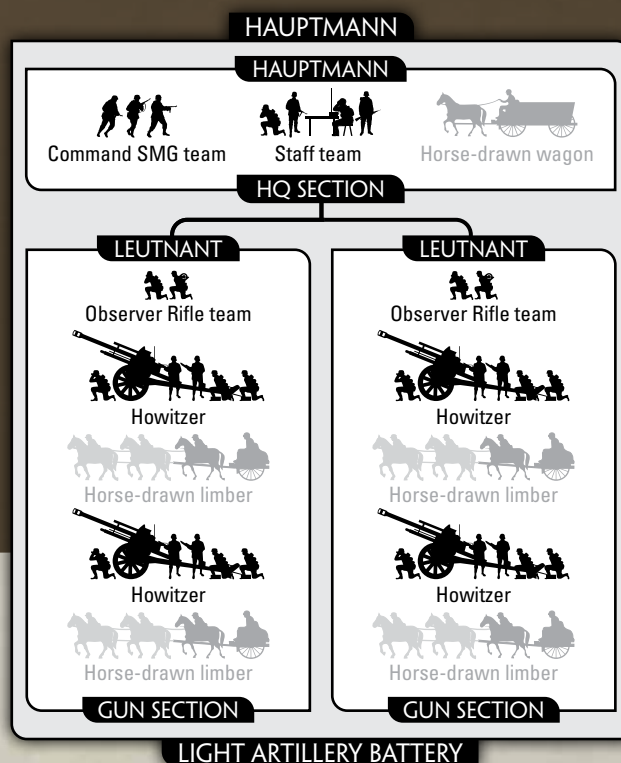 HAUPTMANN
HAUPTMANN
Command SMG team
Staff team
Horse-drawn wagon
HQ SECTION
LEUTNANT
Observer Rifle team
Howitzer
Horse-drawn limber
Howitzer
Horse-drawn limber
GUN SECTION
LEUTNANT
Observer Rifle team
Howitzer
Horse-drawn limber
Howitzer
Horse-drawn limber
GUN SECTION
LIGHT ARTILLERY BATTERY